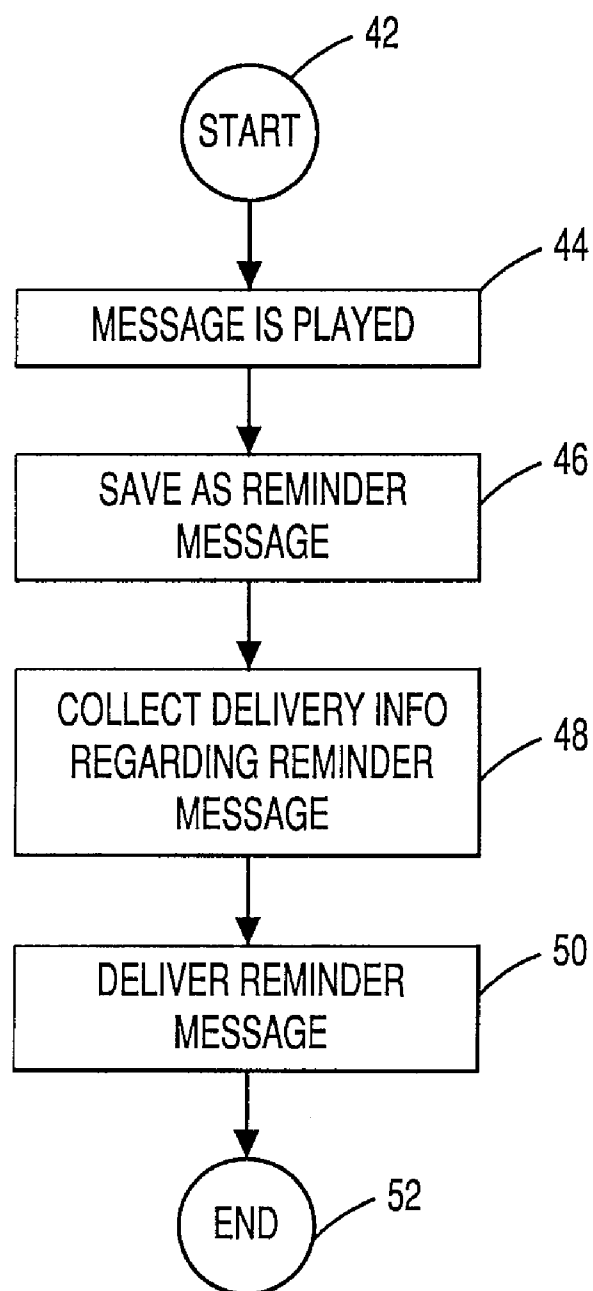 42
START
44
MESSAGE IS PLAYED
46
SAVE AS REMINDER
MESSAGE
COLLECT DELIVERY INFO
REGARDING REMINDER
MESSAGE
48
50
DELIVER REMINDER
MESSAGE
52
END